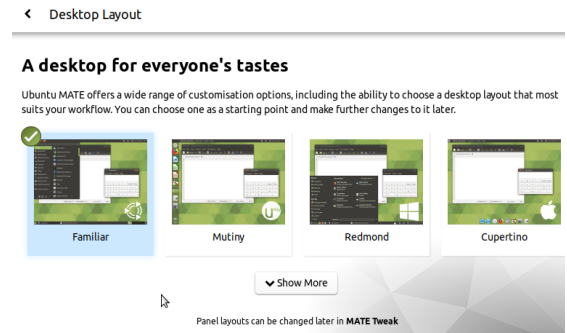 Desktop Layout
A desktop for everyone's tastes
Ubuntu MATE offers a wide range of customisation options, including the ability to choose a desktop layout that most
suits your workflow. You can choose one as a starting point and make further changes to it later.
Familiar
Mutiny
Redmond
Cupertino
Show More
Panel layouts can be changed later in MATE Tweak